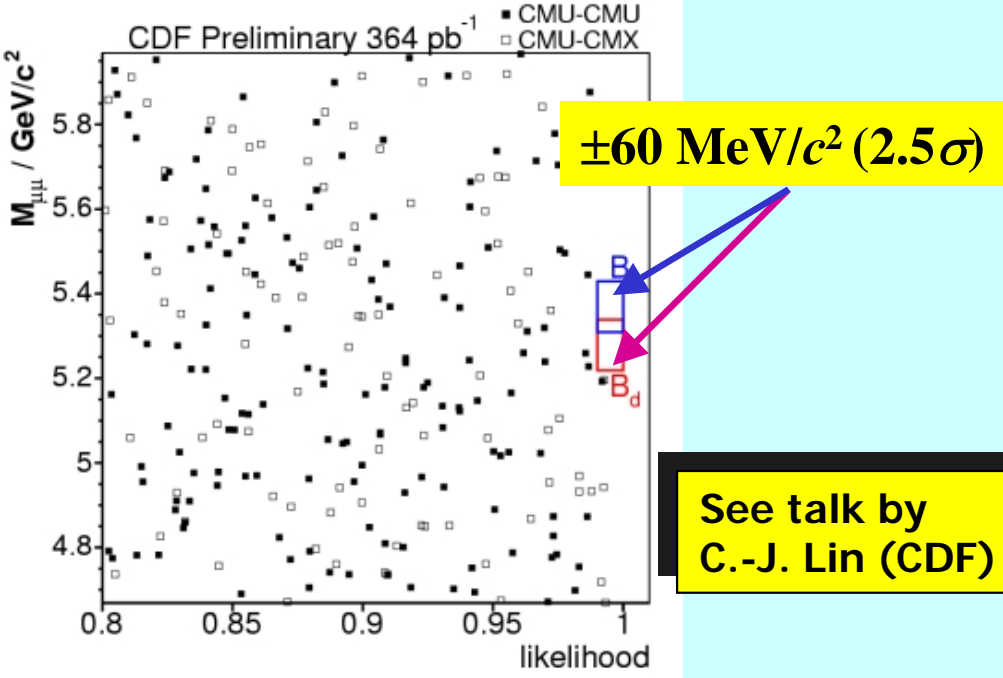 CMU-CMU
CDF Preliminary 364 pb-1
CMU-CMX
Mμμ / GeV/c2
5.8
5.6
5.4
5.2
5
4.8
0.8
0.85
0.9
0.95
1
likelihood
±60 MeV/c² (2.5σ)
B
Bd
See talk by
C.-J. Lin (CDF)